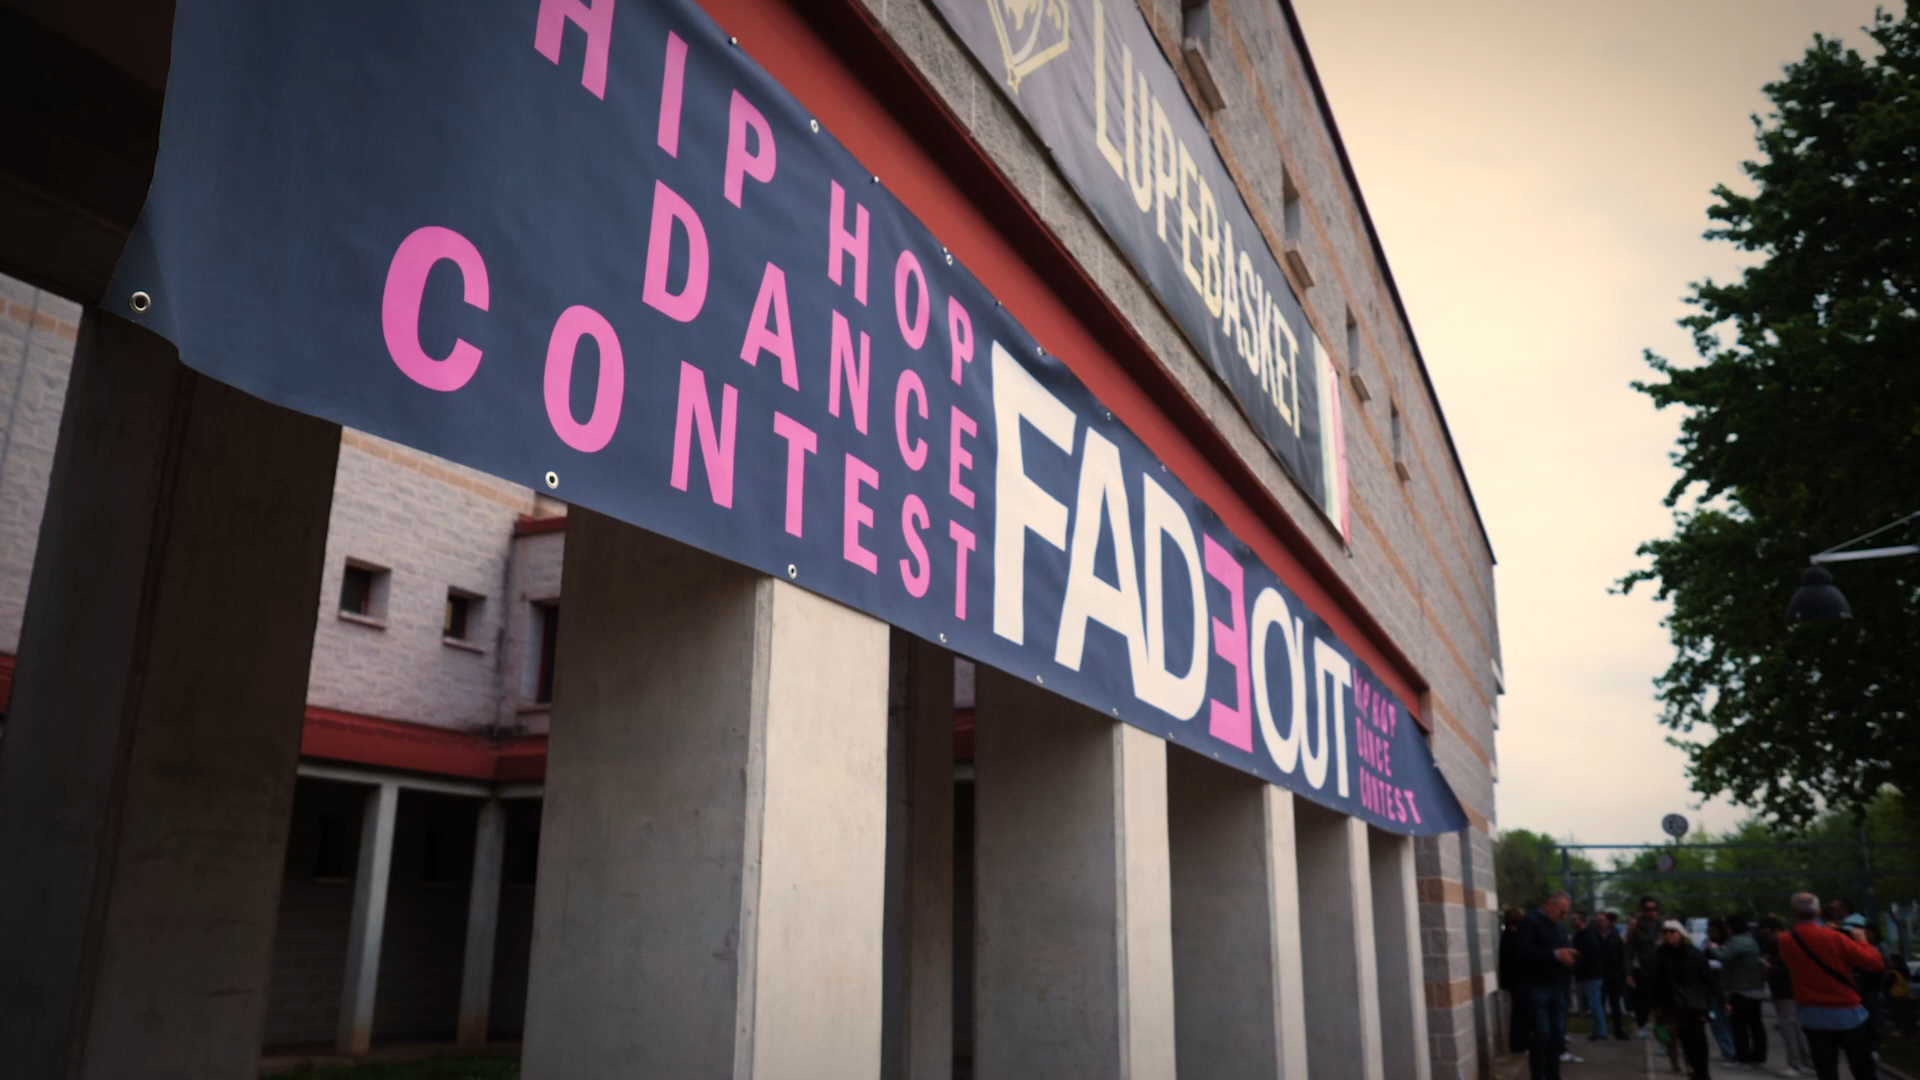 LUPEBASKET
HIP HOP
DANCE
CONTEST
FADEOUT
HIP HOP
DANCE
CONTEST